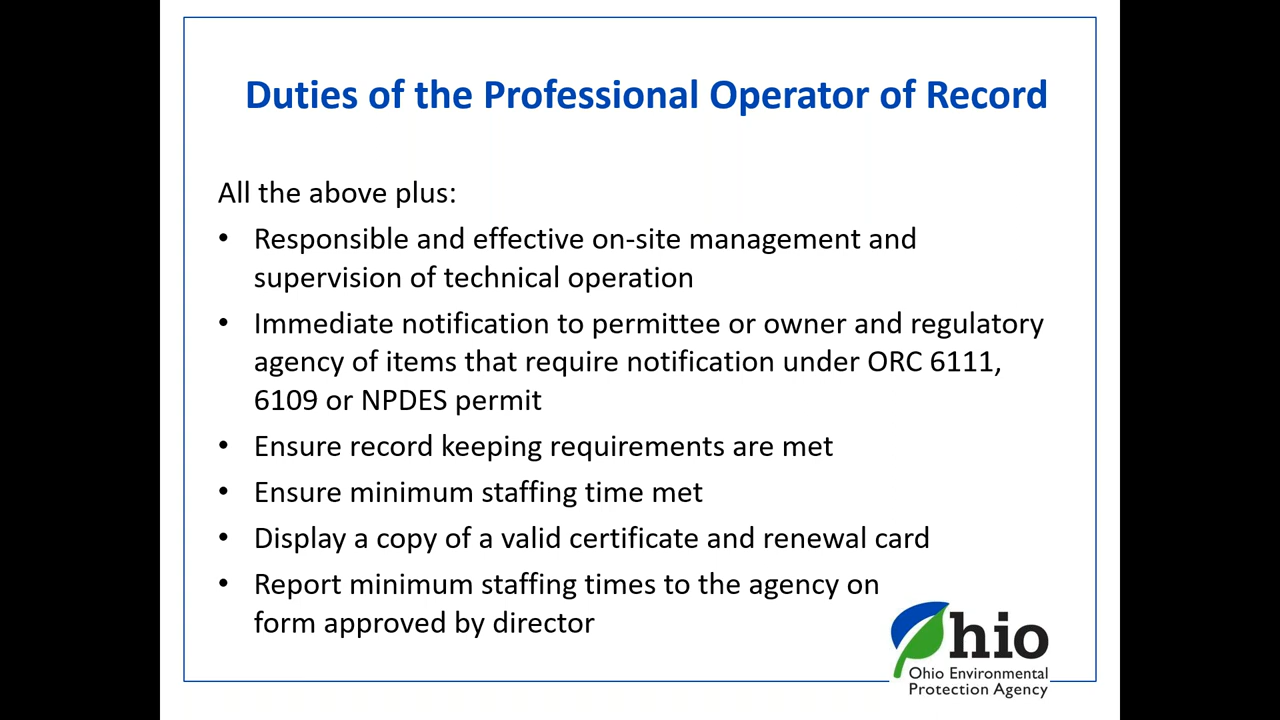 Duties of the Professional Operator of Record
All the above plus:
• Responsible and effective on-site management and
supervision of technical operation
• Immediate notification to permittee or owner and regulatory
agency of items that require notification under ORC 6111,
6109 or NPDES permit
• Ensure record keeping requirements are met
• Ensure minimum staffing time met
• Display a copy of a valid certificate and renewal card
• Report minimum staffing times to the agency on
form approved by director
Ohio
Ohio Environmental
Protection Agency